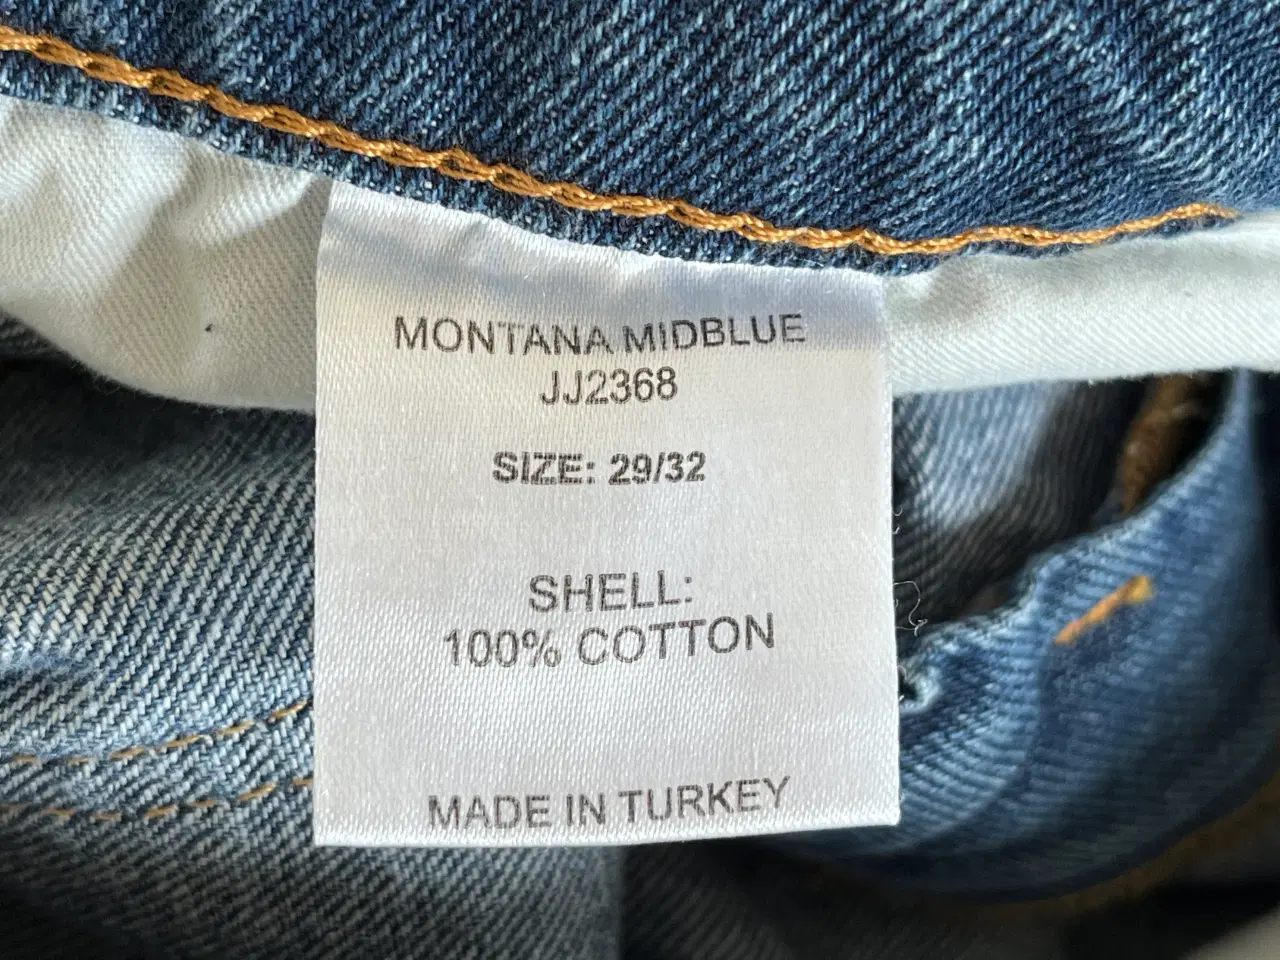 MONTANA MIDBLUE
JJ2368
SIZE: 29/32
SHELL:
100% COTTON
MADE IN TURKEY